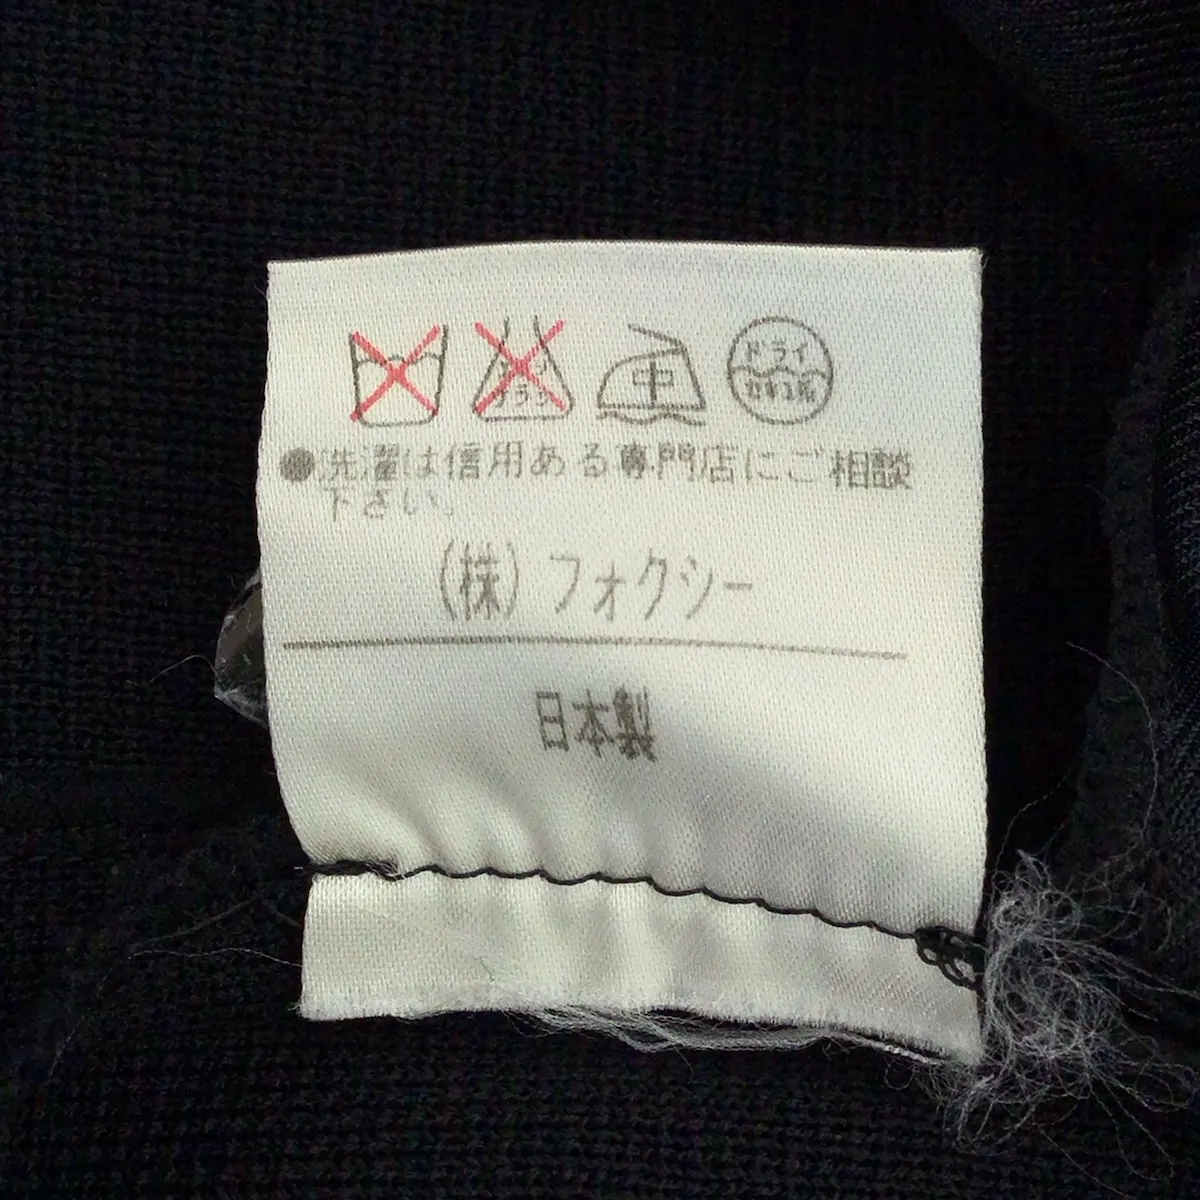 中
ドライ
●洗濯は信用ある専門店にご相談
下さい。
(株)フォクシー
日本製